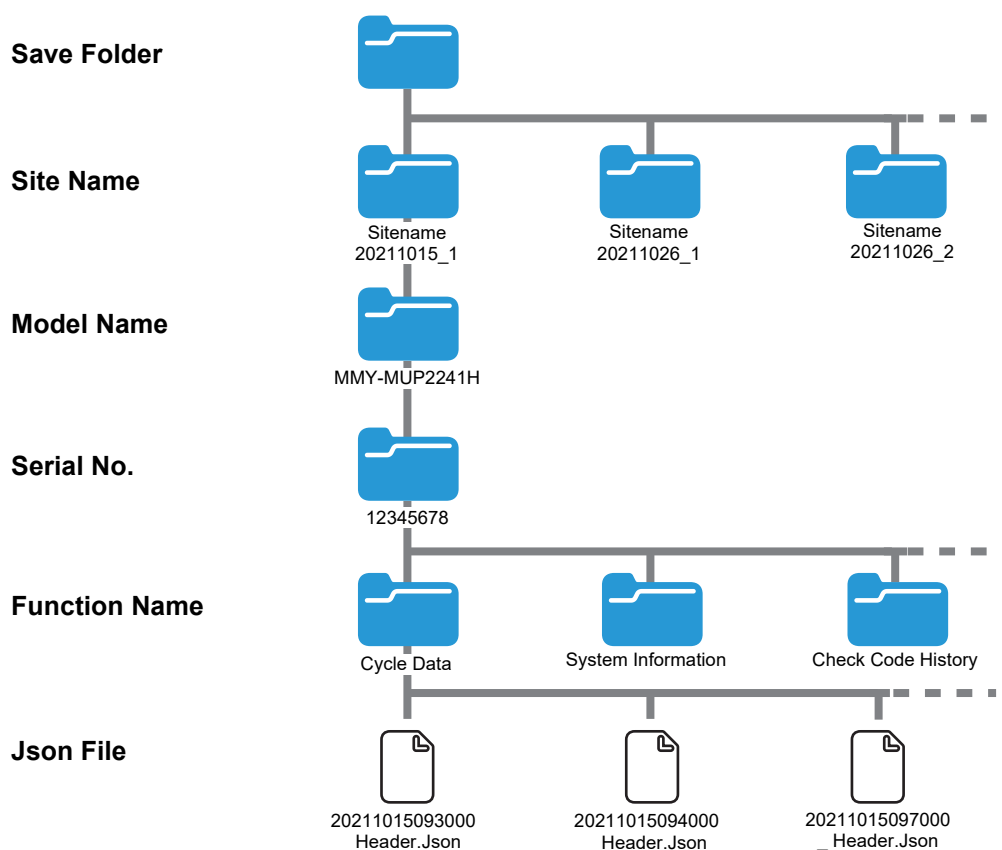 Save Folder
Site Name
Sitename
20211015_1
Sitename
20211026_1
Sitename
20211026_2
Model Name
MMY-MUP2241H
Serial No.
12345678
Function Name
Cycle Data
System Information
Check Code History
Json File
20211015093000
Header.Json
20211015094000
Header.Json
20211015097000
_Header.Json